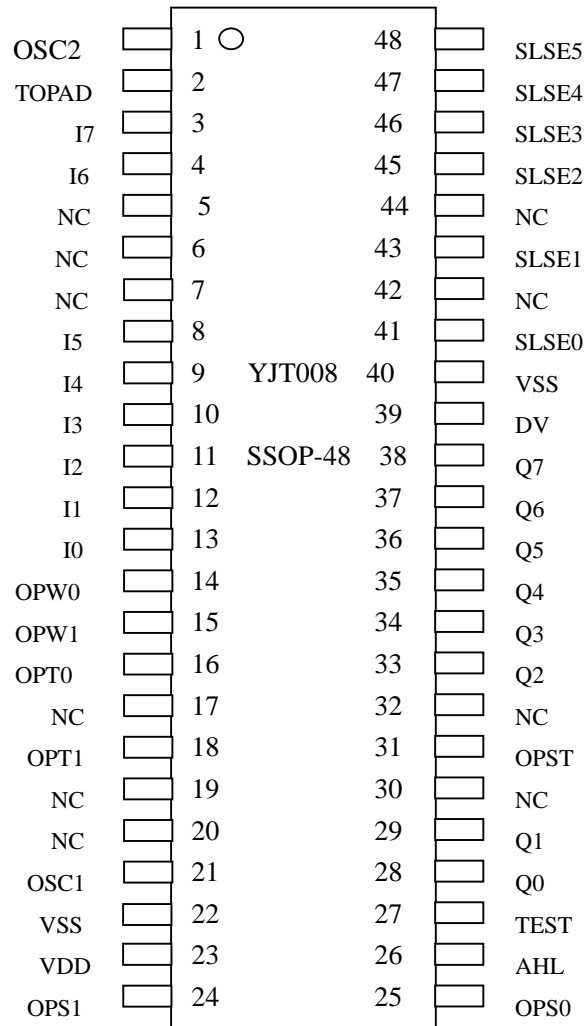 OSC2 1 48 SLSE5
TOPAD 2 47 SLSE4
I7 3 46 SLSE3
I6 4 45 SLSE2
NC 5 44 NC
NC 6 43 SLSE1
NC 7 42 NC
I5 8 41 SLSE0
I4 9 YJT008 40 VSS
I3 10 39 DV
I2 11 SSOP-48 38 Q7
I1 12 37 Q6
I0 13 36 Q5
OPW0 14 35 Q4
OPW1 15 34 Q3
OPT0 16 33 Q2
NC 17 32 NC
OPT1 18 31 OPST
NC 19 30 NC
NC 20 29 Q1
OSC1 21 28 Q0
VSS 22 27 TEST
VDD 23 26 AHL
OPS1 24 25 OPS0